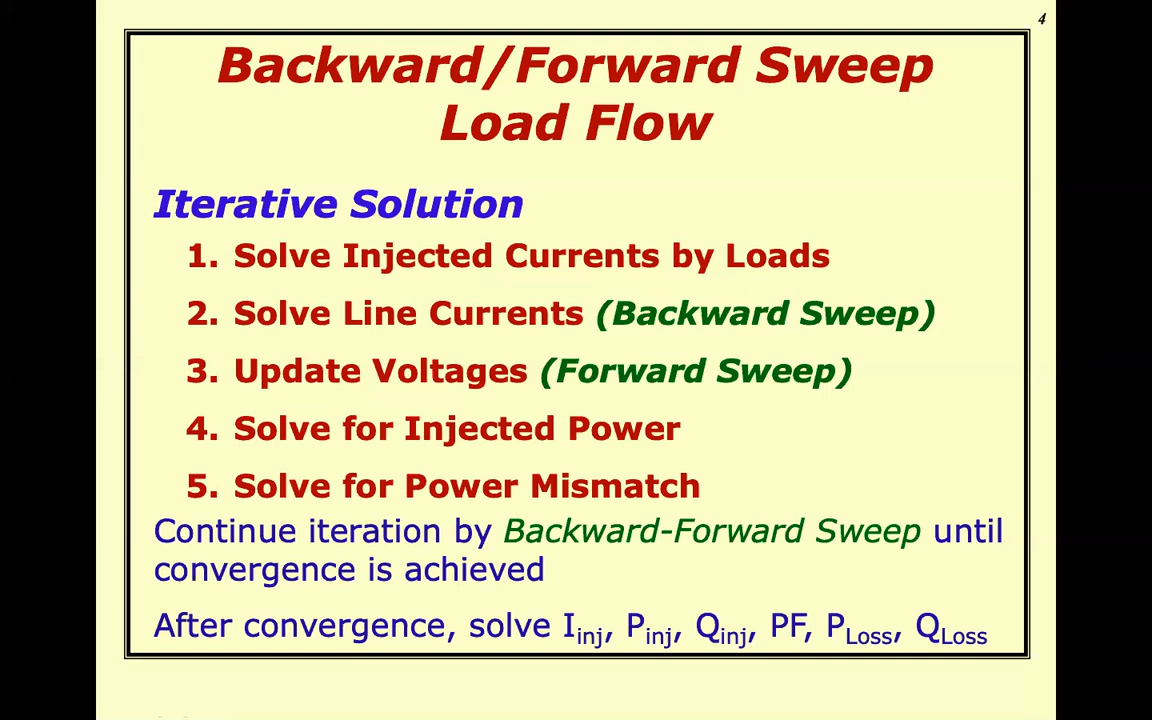 4
Backward/Forward Sweep
Load Flow
Iterative Solution
1. Solve Injected Currents by Loads
2. Solve Line Currents (Backward Sweep)
3. Update Voltages (Forward Sweep)
4. Solve for Injected Power
5. Solve for Power Mismatch
Continue iteration by Backward-Forward Sweep until
convergence is achieved
After convergence, solve Iinj, Pinj, Qinj, PF, PLoss, QLoss